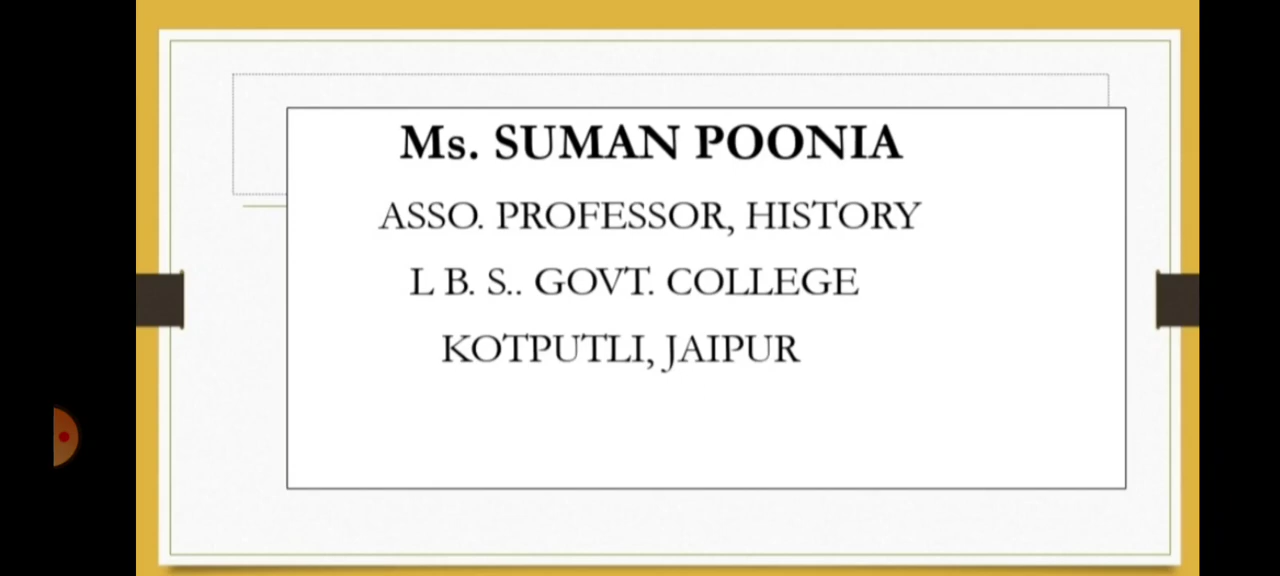 Ms. SUMAN POONIA
ASSO. PROFESSOR, HISTORY
L B. S.. GOVT. COLLEGE
KOTPUTLI, JAIPUR